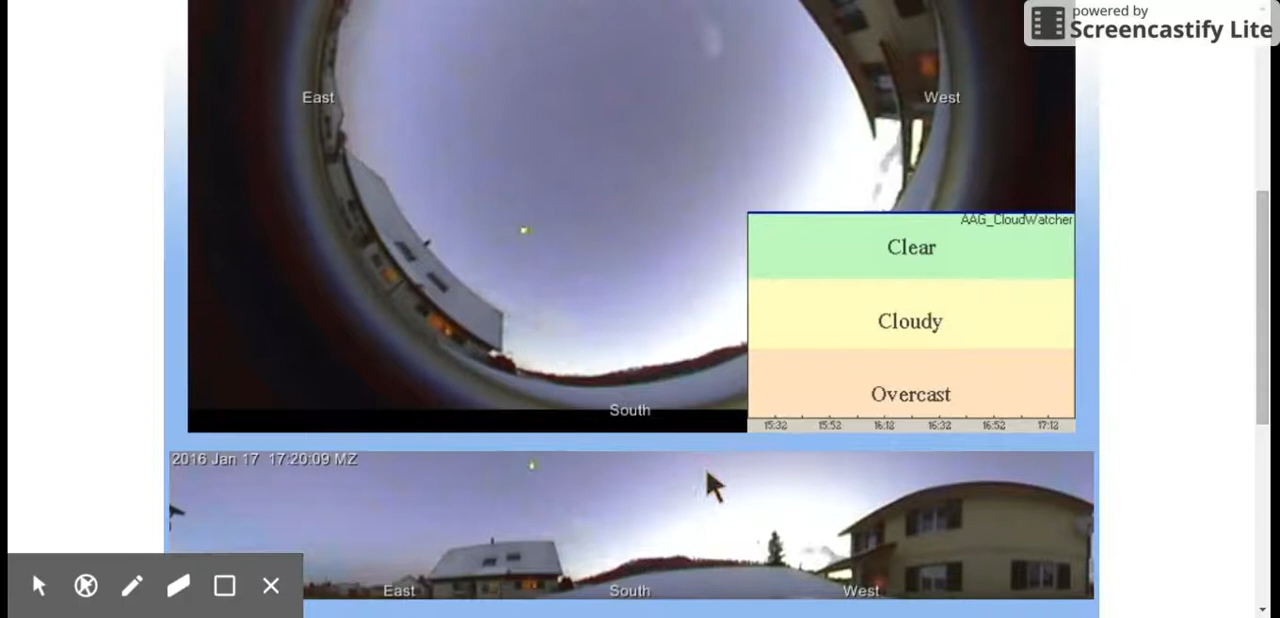 powered by
Screencastify Lite
East
West
AAG_CloudWatcher
Clear
Cloudy
Overcast
15:32 15:52 16:12 16:32 16:52 17:12
South
2016 Jan 17 17:20:09 MZ
East
South
West